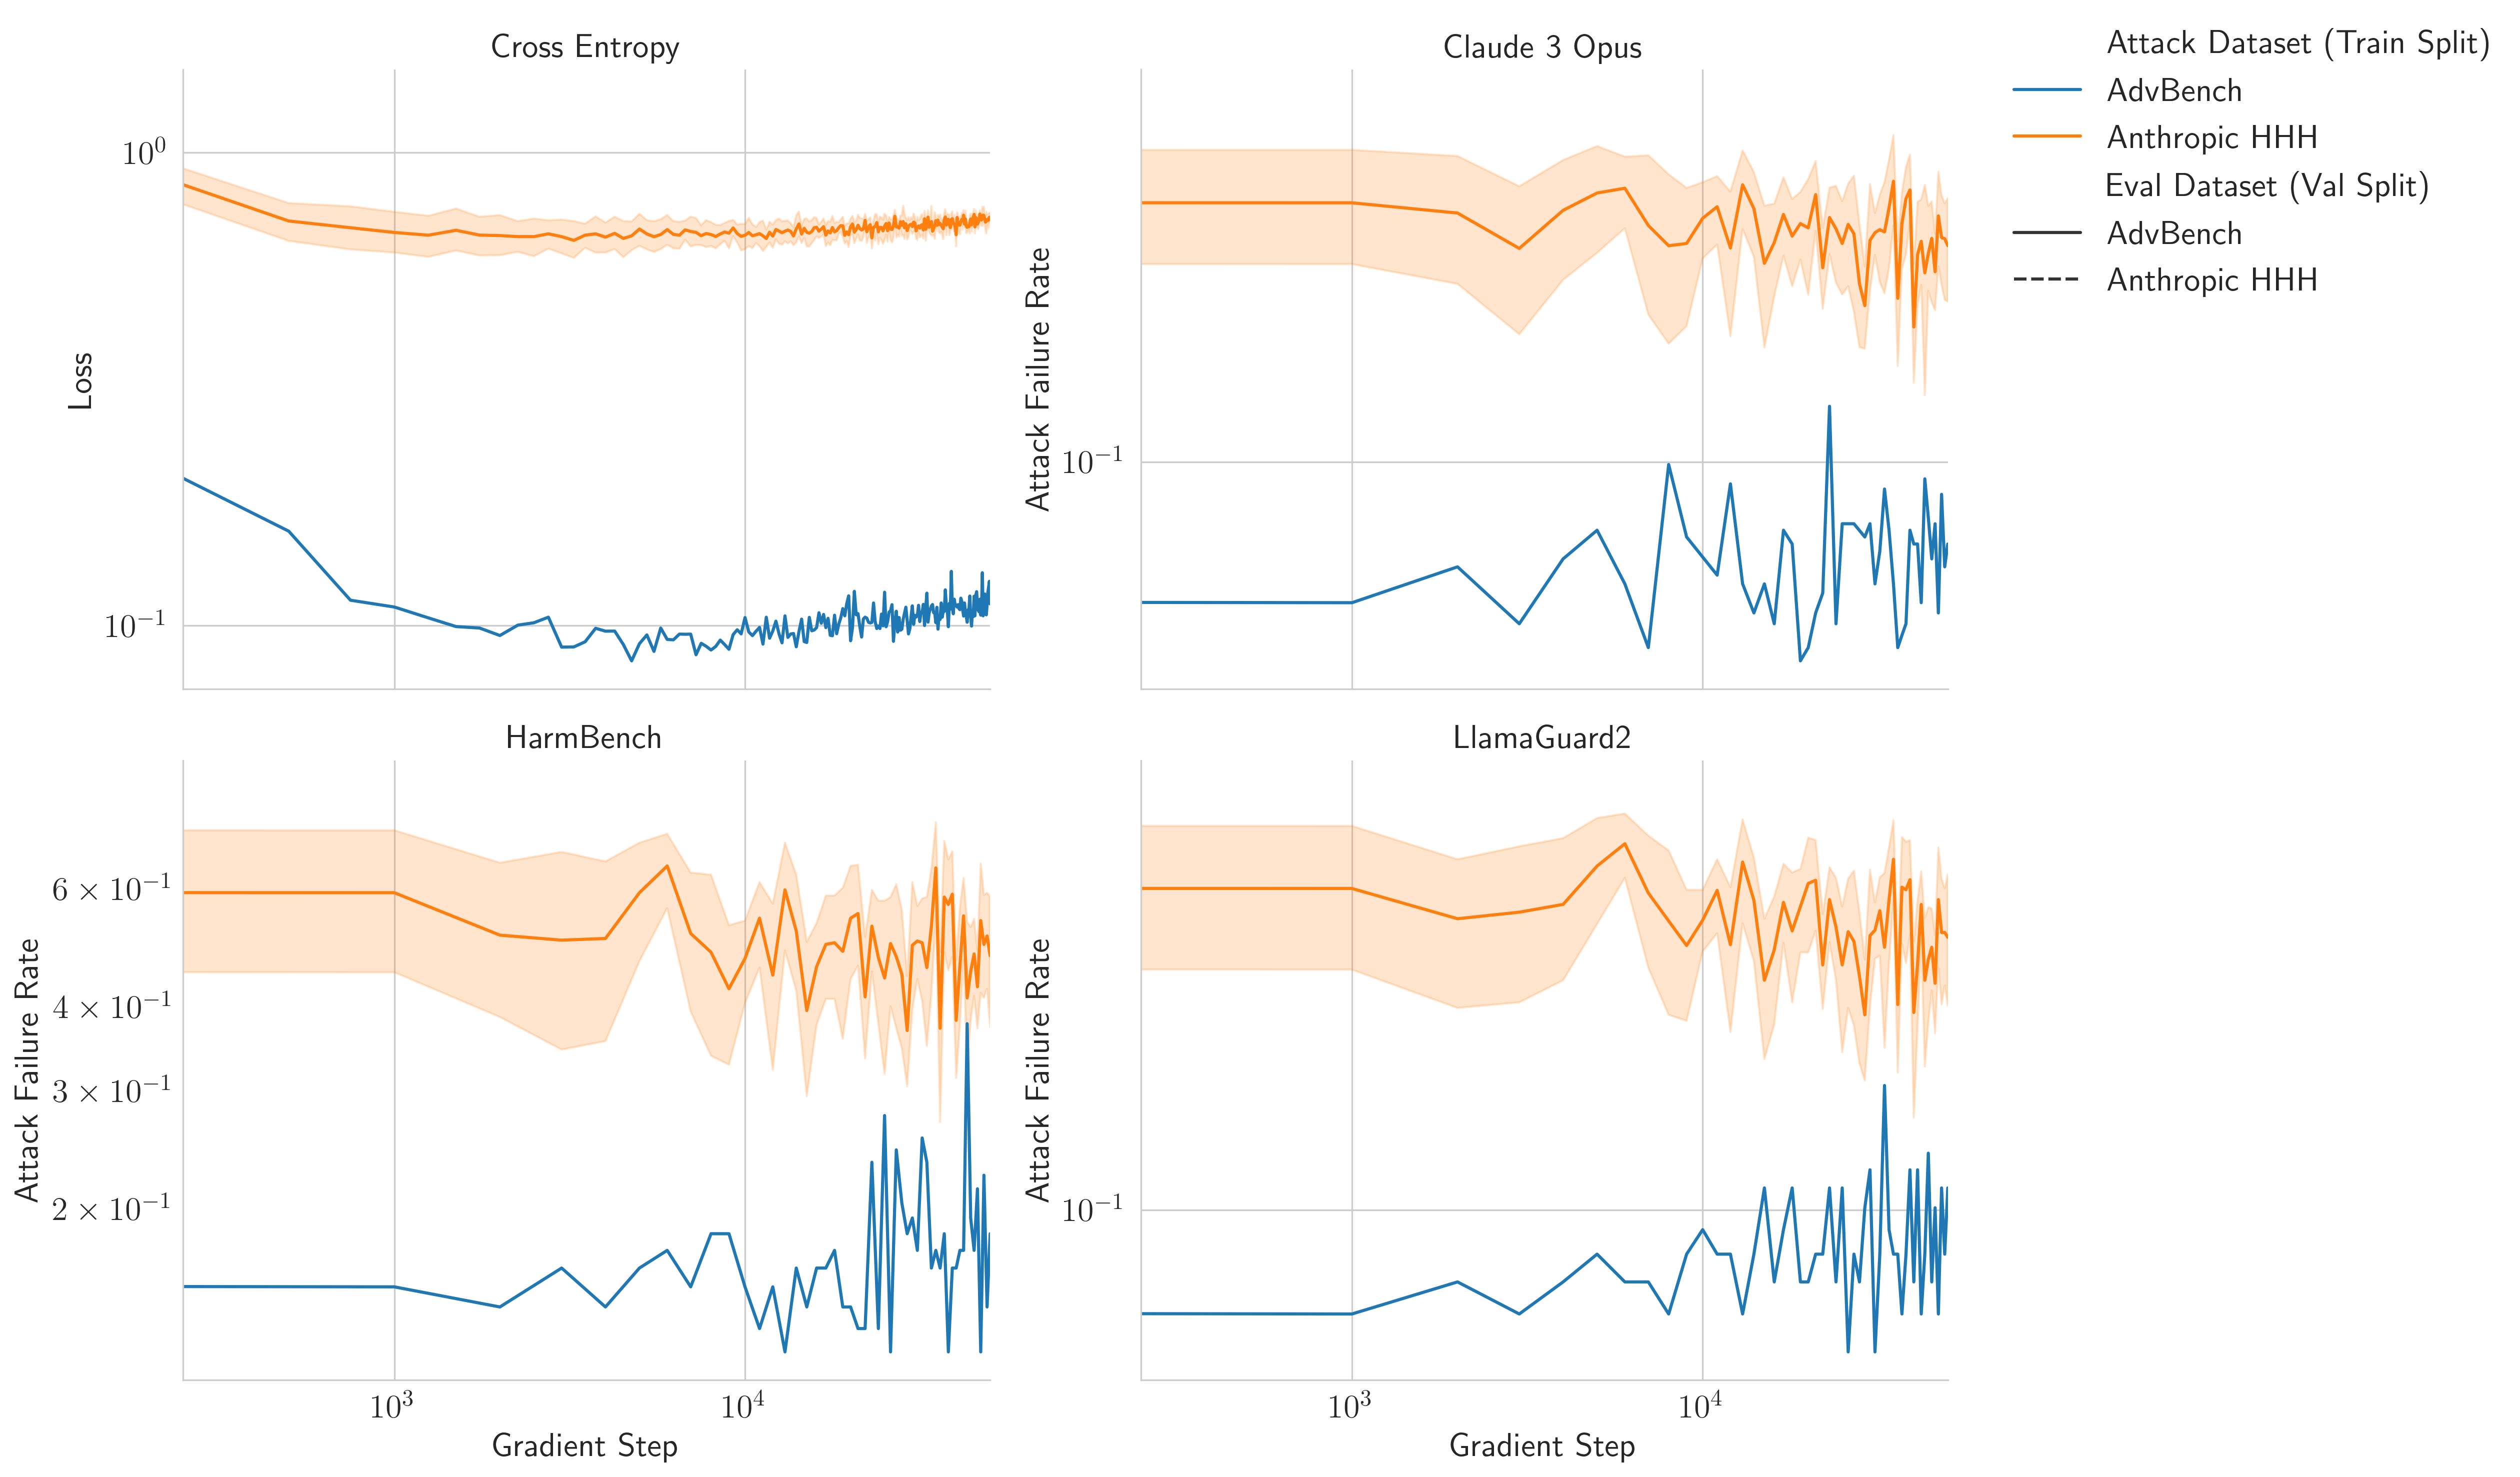 Cross Entropy
Loss
10^0
10^{-1}
Claude 3 Opus
Attack Failure Rate
10^{-1}
Attack Dataset (Train Split)
AdvBench
Anthropic HHH
Eval Dataset (Val Split)
AdvBench
Anthropic HHH
HarmBench
Attack Failure Rate
6 × 10^{-1}
4 × 10^{-1}
3 × 10^{-1}
2 × 10^{-1}
10^3
10^4
Gradient Step
LlamaGuard2
Attack Failure Rate
10^{-1}
10^3
10^4
Gradient Step